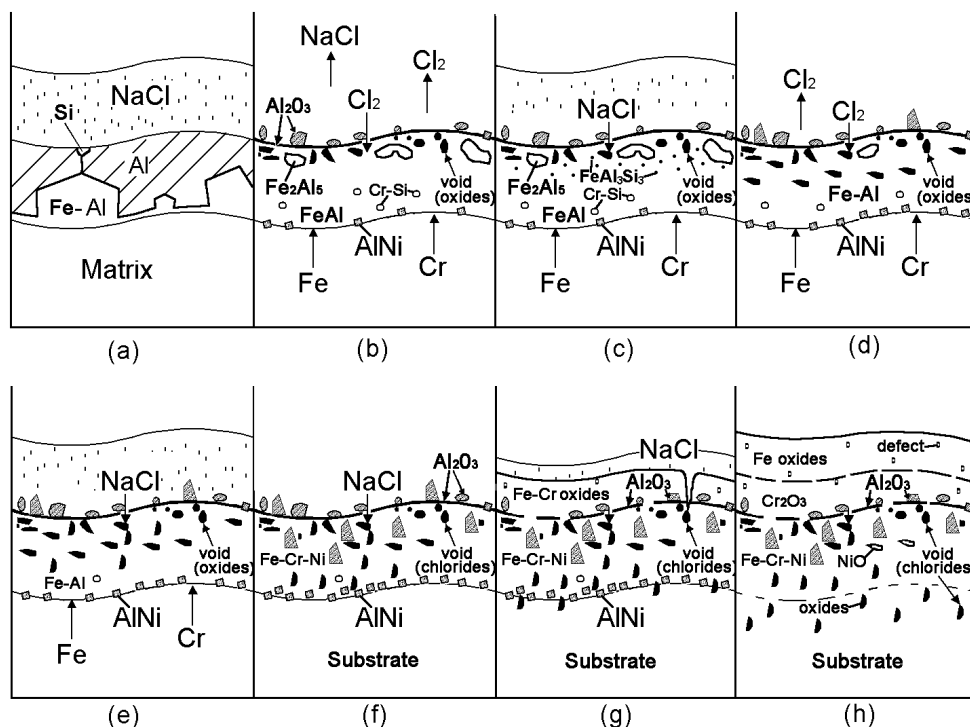 NaCl
Si
Al
Fe-Al
Matrix
(a)
NaCl
Cl2
Al2O3
Cl2
Fe2Al5
Cr-Si
void
(oxides)
FeAl
AlNi
Fe
Cr
(b)
NaCl
Fe2Al5
FeAl3Si3
Cr-Si
void
(oxides)
FeAl
AlNi
Fe
Cr
(c)
Cl2
Cl2
Fe-Al
void
(oxides)
AlNi
Fe
Cr
(d)
NaCl
void
(oxides)
Fe-Al
AlNi
Fe
Cr
(e)
Al2O3
NaCl
Fe-Cr-Ni
void
(chlorides)
AlNi
Substrate
(f)
NaCl
Fe-Cr oxides
Al2O3
Fe-Cr-Ni
void
(chlorides)
AlNi
Substrate
(g)
Fe oxides
defect
Cr2O3
Al2O3
Fe-Cr-Ni
NiO
void
(chlorides)
oxides
Substrate
(h)